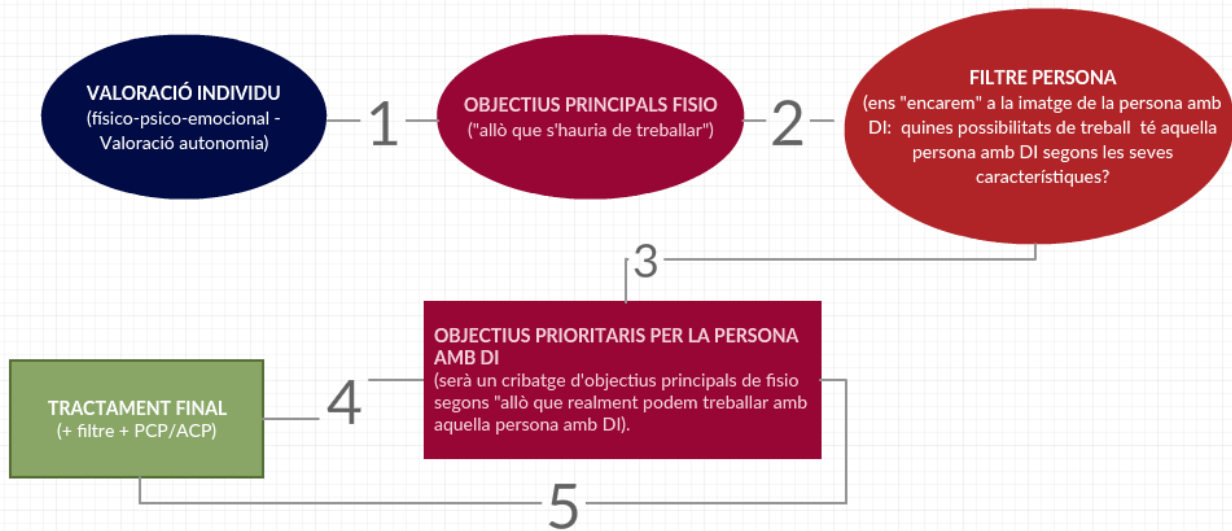 VALORACIÓ INDIVIDU
(físico-psico-emocional -
Valoració autonomia)
1
OBJECTIUS PRINCIPALS FISIO
("allò que s'hauria de treballar")
2
FILTRE PERSONA
(ens "encarem" a la imatge de la persona amb
DI: quines possibilitats de treball té aquella
persona amb DI segons les seves
característiques?
3
OBJECTIUS PRIORITARIS PER LA PERSONA
AMB DI
(serà un cribatge d'objectius principals de fisio
segons "allò que realment podem treballar amb
aquella persona amb DI).
4
TRACTAMENT FINAL
(+ filtre + PCP/ACP)
5